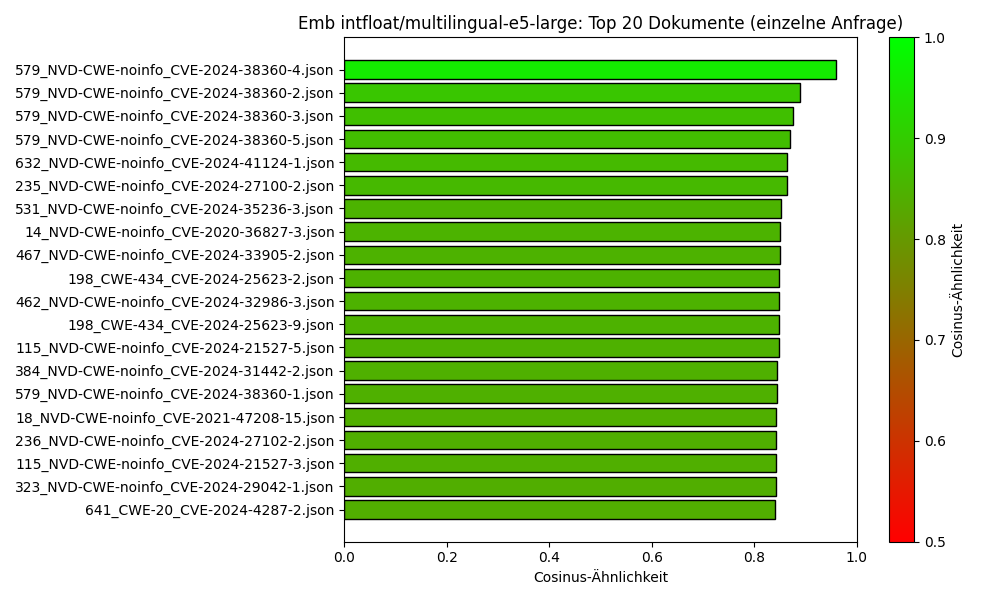 Emb intfloat/multilingual-e5-large: Top 20 Dokumente (einzelne Anfrage)
579_NVD-CWE-noinfo_CVE-2024-38360-4.json
579_NVD-CWE-noinfo_CVE-2024-38360-2.json
579_NVD-CWE-noinfo_CVE-2024-38360-3.json
579_NVD-CWE-noinfo_CVE-2024-38360-5.json
632_NVD-CWE-noinfo_CVE-2024-41124-1.json
235_NVD-CWE-noinfo_CVE-2024-27100-2.json
531_NVD-CWE-noinfo_CVE-2024-35236-3.json
14_NVD-CWE-noinfo_CVE-2020-36827-3.json
467_NVD-CWE-noinfo_CVE-2024-33905-2.json
198_CWE-434_CVE-2024-25623-2.json
462_NVD-CWE-noinfo_CVE-2024-32986-3.json
198_CWE-434_CVE-2024-25623-9.json
115_NVD-CWE-noinfo_CVE-2024-21527-5.json
384_NVD-CWE-noinfo_CVE-2024-31442-2.json
579_NVD-CWE-noinfo_CVE-2024-38360-1.json
18_NVD-CWE-noinfo_CVE-2021-47208-15.json
236_NVD-CWE-noinfo_CVE-2024-27102-2.json
115_NVD-CWE-noinfo_CVE-2024-21527-3.json
323_NVD-CWE-noinfo_CVE-2024-29042-1.json
641_CWE-20_CVE-2024-4287-2.json
0.0 0.2 0.4 0.6 0.8 1.0
Cosinus-Ähnlichkeit
1.0
0.9
0.8
0.7
0.6
0.5
Cosinus-Ähnlichkeit